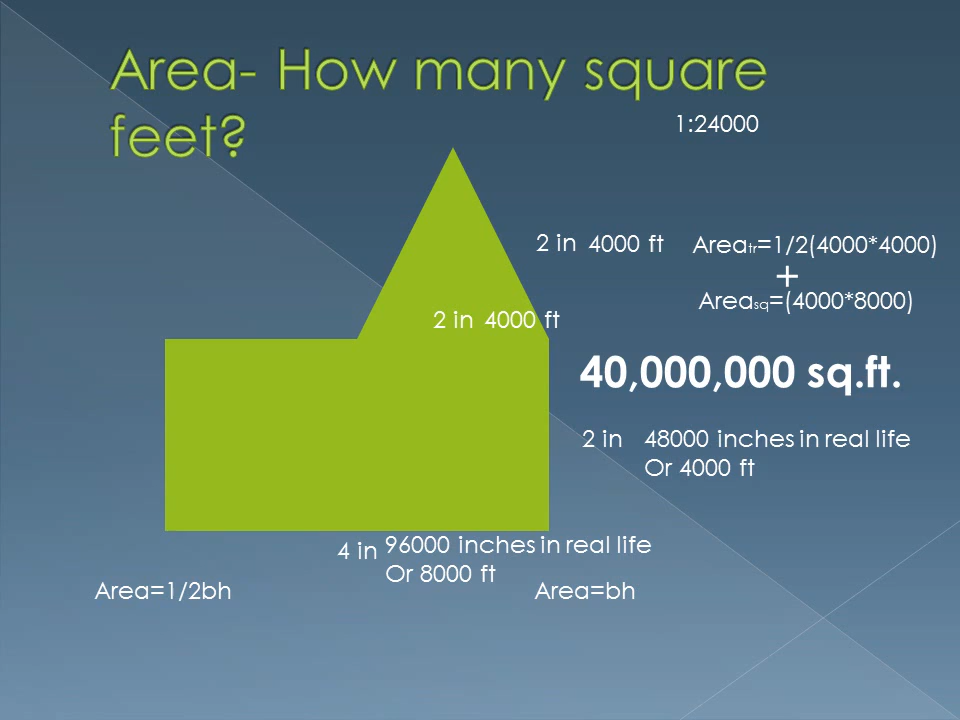 Area- How many square
feet?
1:24000
2 in 4000 ft
Areatr=1/2(4000*4000)
+
Areasq=(4000*8000)
2 in 4000 ft
40,000,000 sq.ft.
2 in 48000 inches in real life
Or 4000 ft
4 in 96000 inches in real life
Or 8000 ft
Area=1/2bh
Area=bh